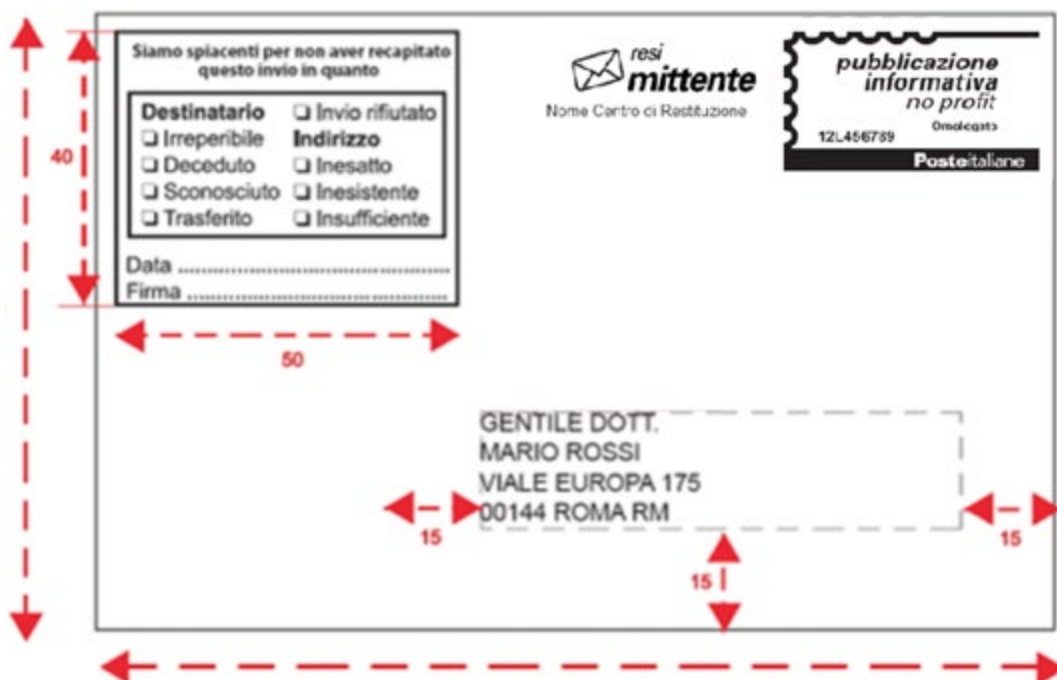 Siamo spiacenti per non aver recapitato
questo invio in quanto
Destinatario
❑ Irreperibile
❑ Deceduto
❑ Sconosciuto
❑ Trasferito
❑ Invio rifiutato
Indirizzo
❑ Inesatto
❑ Inesistente
❑ Insufficiente
Data ............................................
Firma ..........................................
40
50
resi
mittente
Nome Centro di Restituzione
pubblicazione
informativa
no profit
Omologato
12L456789
Posteitaliane
GENTILE DOTT.
MARIO ROSSI
VIALE EUROPA 175
00144 ROMA RM
15
15
15